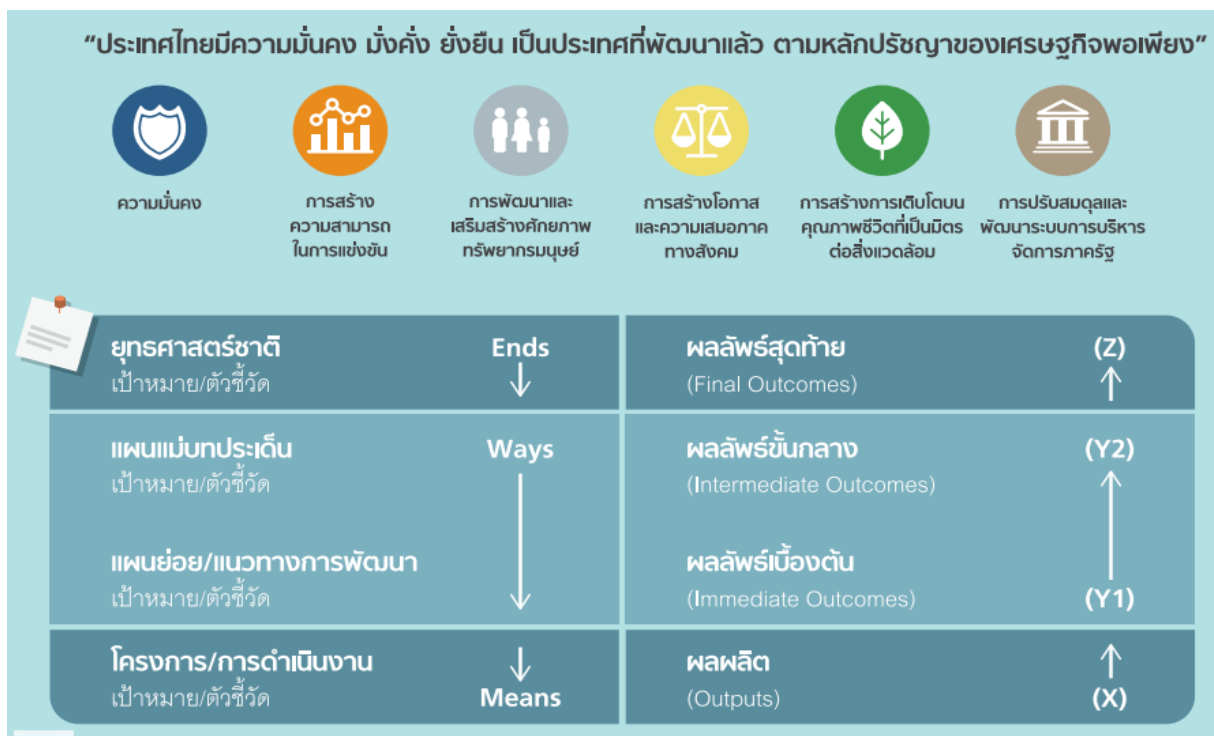 “ประเทศไทยมีความมั่นคง มั่งคั่ง ยั่งยืน เป็นประเทศที่พัฒนาแล้ว ตามหลักปรัชญาของเศรษฐกิจพอเพียง”
ความมั่นคง
การสร้าง
ความสามารถ
ในการแข่งขัน
การพัฒนาและ
เสริมสร้างศักยภาพ
ทรัพยากรมนุษย์
การสร้างโอกาส
และความเสมอภาค
ทางสังคม
การสร้างการเติบโตบน
คุณภาพชีวิตที่เป็นมิตร
ต่อสิ่งแวดล้อม
การปรับสมดุลและ
พัฒนาระบบการบริหาร
จัดการภาครัฐ
ยุทธศาสตร์ชาติ Ends
เป้าหมาย/ตัวชี้วัด
ผลลัพธ์สุดท้าย (Z)
(Final Outcomes)
แผนแม่บทประเด็น Ways
เป้าหมาย/ตัวชี้วัด
ผลลัพธ์ขั้นกลาง (Y2)
(Intermediate Outcomes)
แผนย่อย/แนวทางการพัฒนา
เป้าหมาย/ตัวชี้วัด
ผลลัพธ์เบื้องต้น
(Immediate Outcomes) (Y1)
โครงการ/การดำเนินงาน
เป้าหมาย/ตัวชี้วัด Means
ผลผลิต
(Outputs) (X)